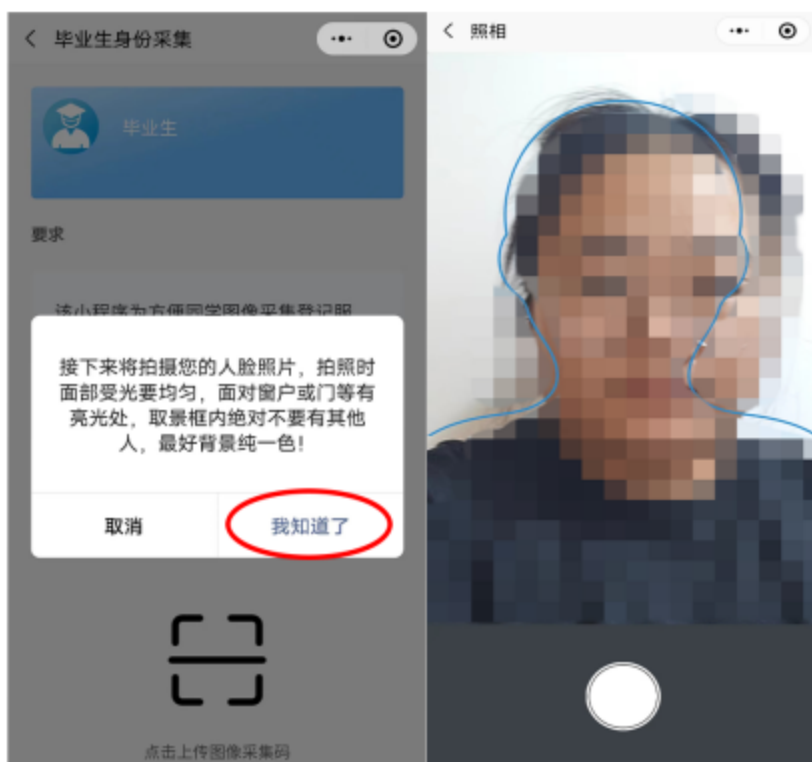 毕业生身份采集
毕业生
要求
该小程序为方便同学图像采集登记服
接下来将拍摄您的人脸照片，拍照时
面部受光要均匀，面对窗户或门等有
亮光处，取景框内绝对不要有其他
人，最好背景纯一色！
取消
我知道了
点击上传图像采集码
照相